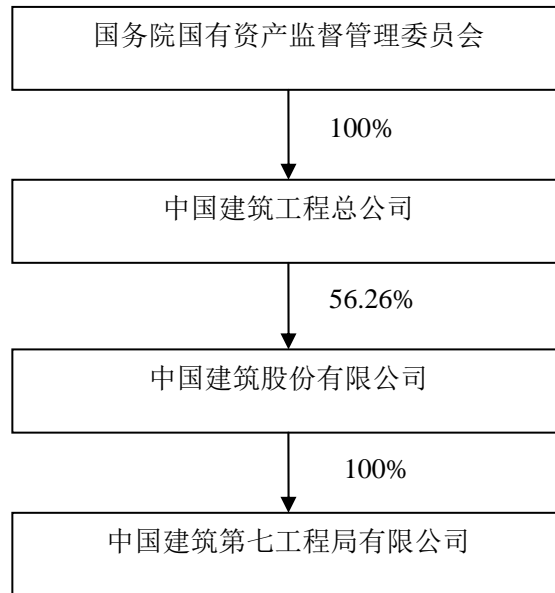 国务院国有资产监督管理委员会
100%
中国建筑工程总公司
56.26%
中国建筑股份有限公司
100%
中国建筑第七工程局有限公司